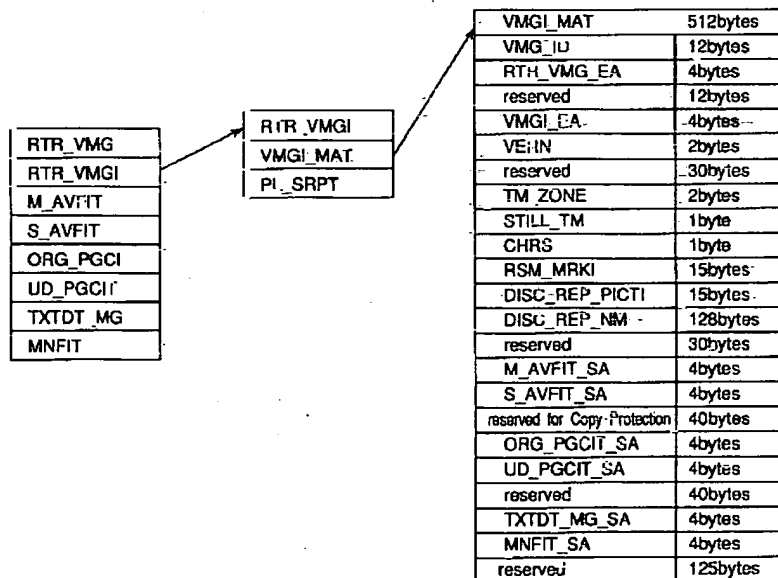 RTR_VMG
RTR_VMGI
M_AVFIT
S_AVFIT
ORG_PGCI
UD_PGCIT
TXTDT_MG
MNFIT
RTR_VMGI
VMGI_MAT
PL_SRPT
VMGI_MAT 512bytes
VMG_ID 12bytes
RTR_VMG_EA 4bytes
reserved 12bytes
VMGI_EA 4bytes
VERN 2bytes
reserved 30bytes
TM_ZONE 2bytes
STILL_TM 1byte
CHRS 1byte
RSM_MRKI 15bytes
DISC_REP_PICTI 15bytes
DISC_REP_NM 128bytes
reserved 30bytes
M_AVFIT_SA 4bytes
S_AVFIT_SA 4bytes
reserved for Copy-Protection 40bytes
ORG_PGCIT_SA 4bytes
UD_PGCIT_SA 4bytes
reserved 40bytes
TXTDT_MG_SA 4bytes
MNFIT_SA 4bytes
reserved 125bytes